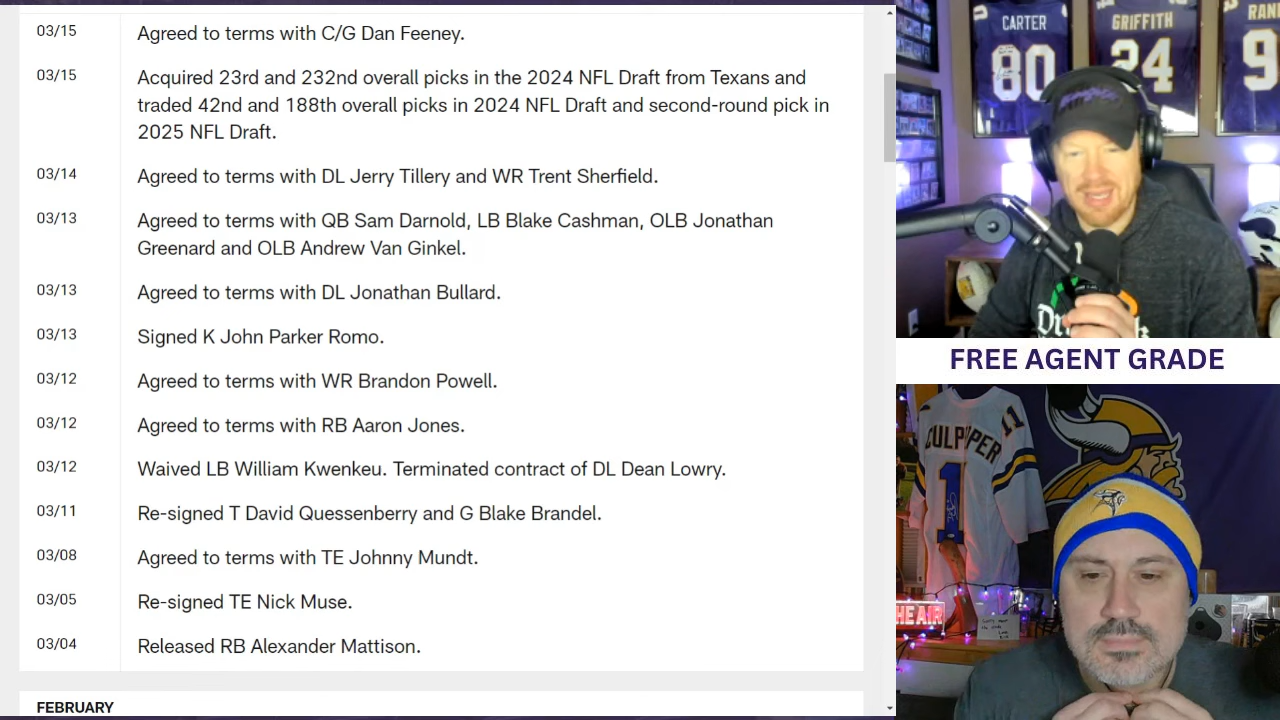 03/15
Agreed to terms with C/G Dan Feeney.
03/15
Acquired 23rd and 232nd overall picks in the 2024 NFL Draft from Texans and
traded 42nd and 188th overall picks in 2024 NFL Draft and second-round pick in
2025 NFL Draft.
03/14
Agreed to terms with DL Jerry Tillery and WR Trent Sherfield.
03/13
Agreed to terms with QB Sam Darnold, LB Blake Cashman, OLB Jonathan
Greenard and OLB Andrew Van Ginkel.
03/13
Agreed to terms with DL Jonathan Bullard.
03/13
Signed K John Parker Romo.
03/12
Agreed to terms with WR Brandon Powell.
03/12
Agreed to terms with RB Aaron Jones.
03/12
Waived LB William Kwenkeu. Terminated contract of DL Dean Lowry.
03/11
Re-signed T David Quessenberry and G Blake Brandel.
03/08
Agreed to terms with TE Johnny Mundt.
03/05
Re-signed TE Nick Muse.
03/04
Released RB Alexander Mattison.
FEBRUARY
CARTER
80
GRIFFITH
24
RAN
9
FREE AGENT GRADE
CULPEPPER
11
1
HE AIR